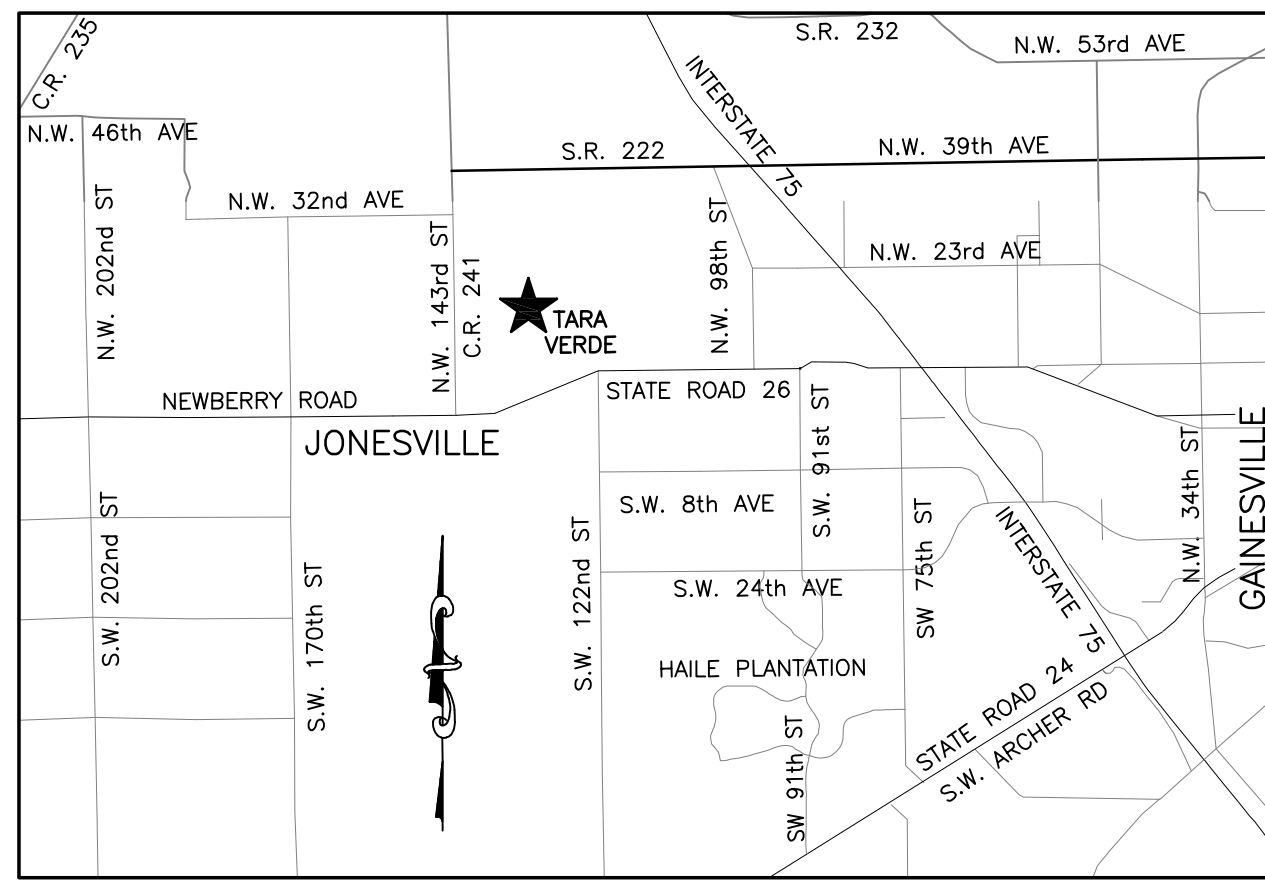 C.R. 235
S.R. 232
N.W. 53rd AVE
INTERSTATE 75
N.W. 46th AVE
S.R. 222
N.W. 39th AVE
N.W. 202nd ST
N.W. 32nd AVE
N.W. 143rd ST
C.R. 241
N.W. 98th ST
N.W. 23rd AVE
TARA
VERDE
NEWBERRY ROAD
STATE ROAD 26
JONESVILLE
S.W. 91st ST
N.W. 34th ST
GAINESVILLE
S.W. 8th AVE
S.W. 202nd ST
S.W. 170th ST
S.W. 122nd ST
SW 75th ST
INTERSTATE 75
S.W. 24th AVE
HAILE PLANTATION
SW 91th ST
STATE ROAD 24
S.W. ARCHER RD